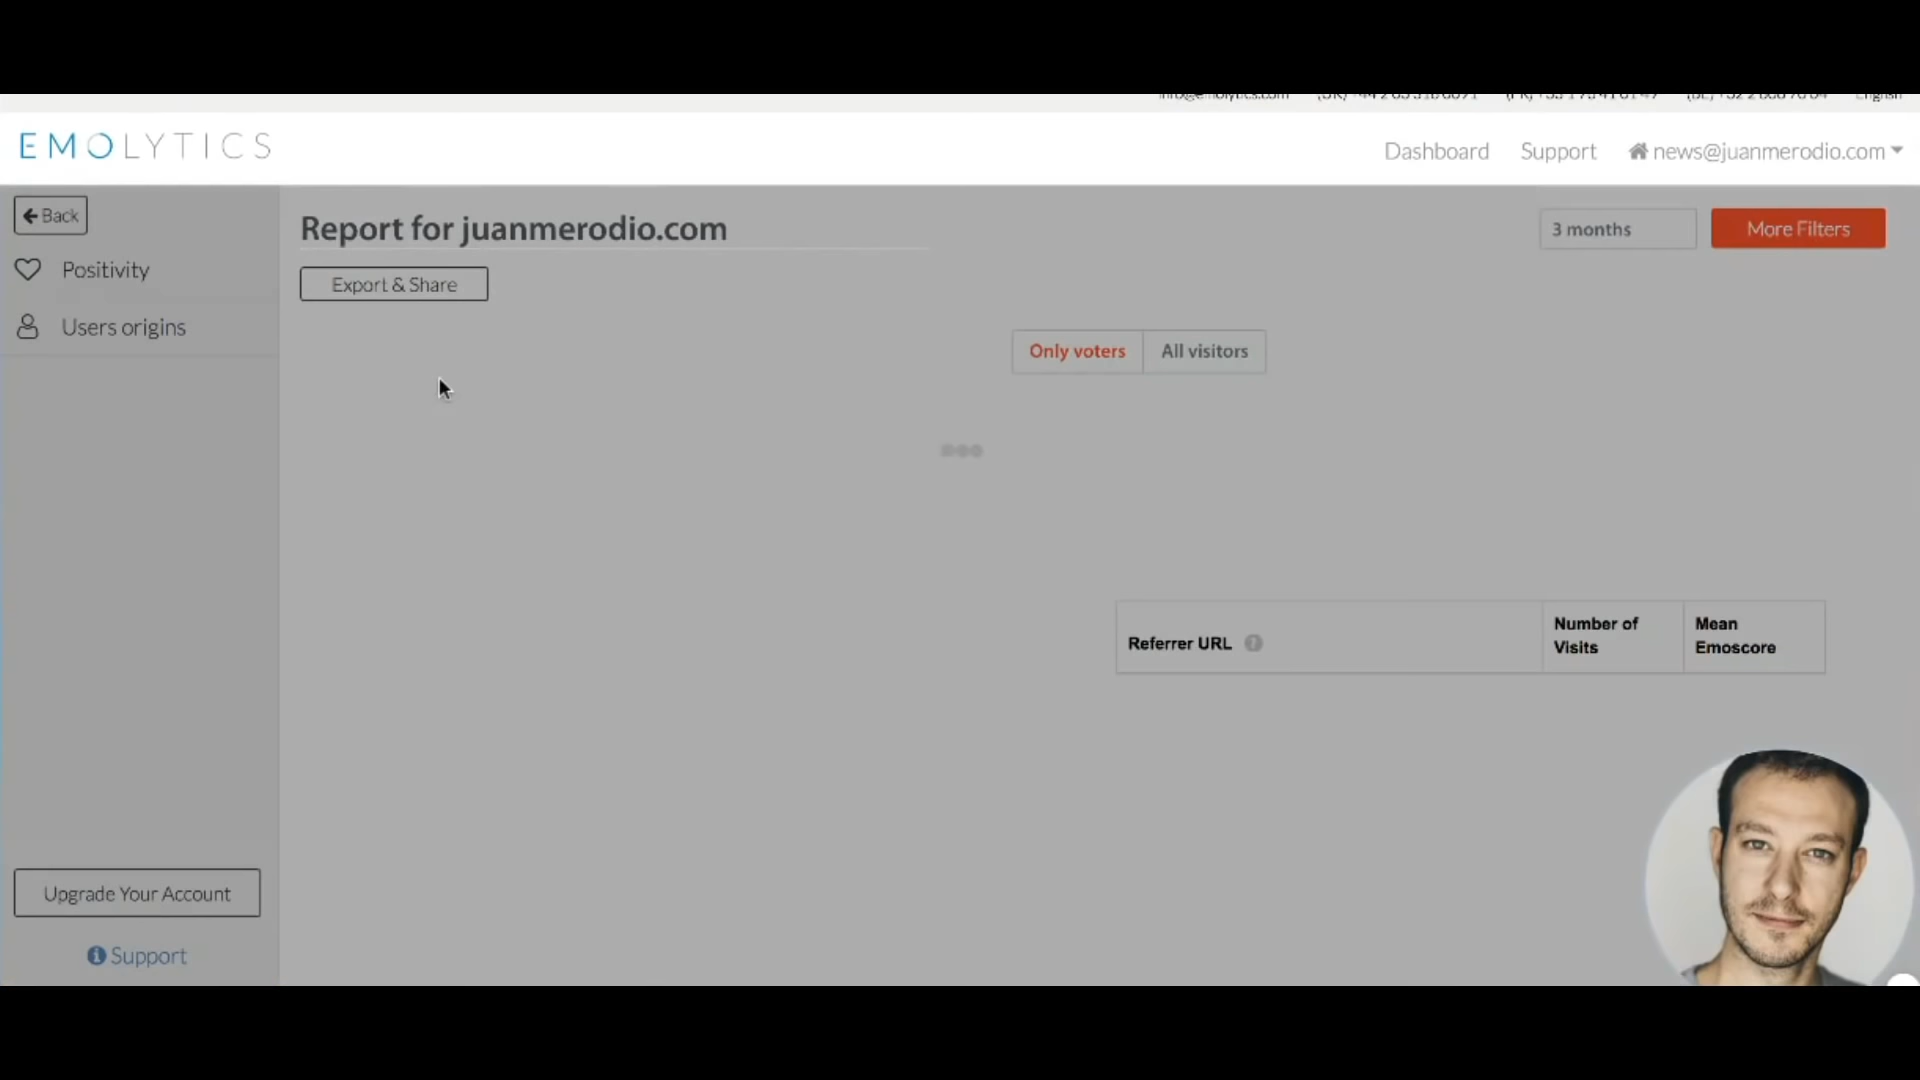 EMOLYTICS
Dashboard Support news@juanmerodio.com
Back
Report for juanmerodio.com
3 months
More Filters
Positivity
Export & Share
Users origins
Only voters
All visitors
Referrer URL ?
Number of
Visits
Mean
Emoscore
Upgrade Your Account
Support